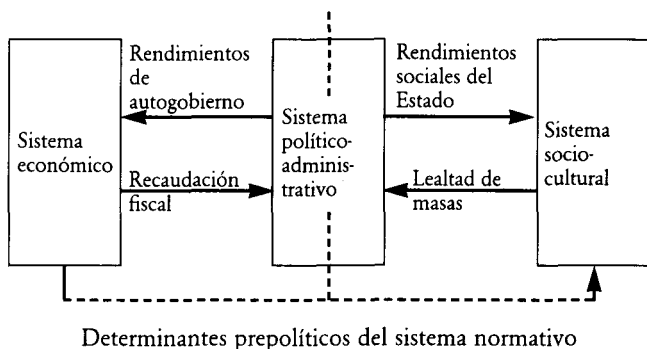 Rendimientos
de
autogobierno
Rendimientos
sociales del
Estado
Sistema
económico
Sistema
político-
adminis-
trativo
Sistema
socio-
cultural
Recaudación
fiscal
Lealtad de
masas
Determinantes prepolíticos del sistema normativo